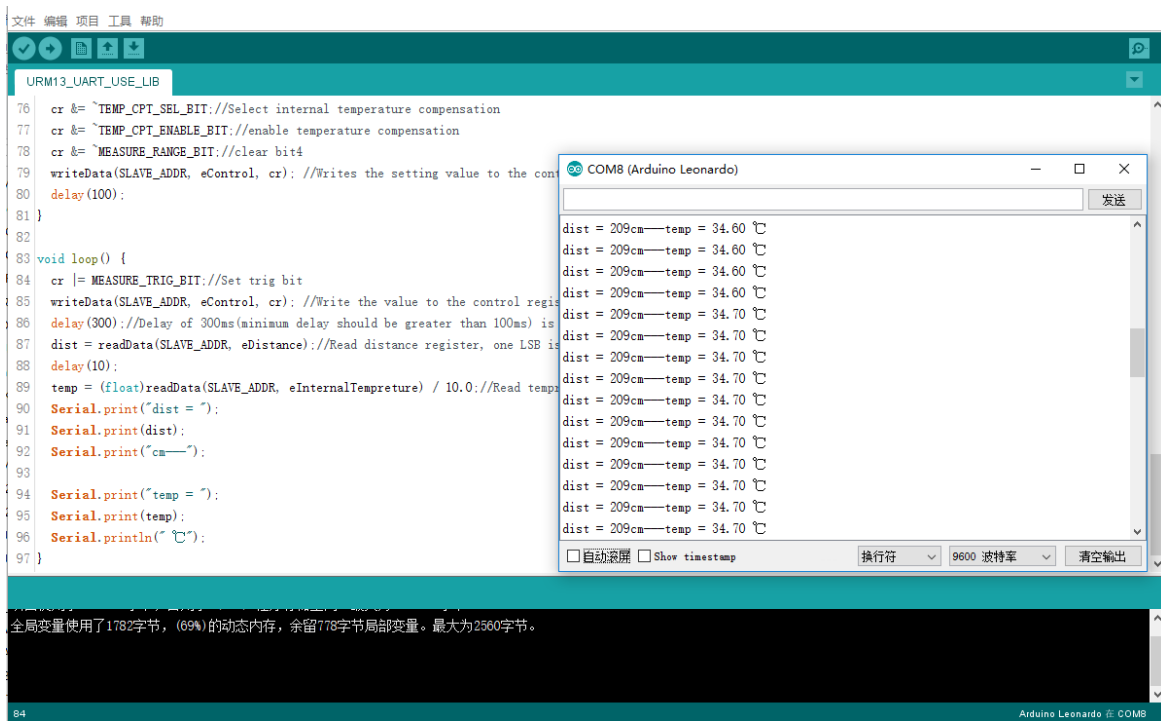 文件 编辑 项目 工具 帮助
URM13_UART_USE_LIB
76 cr &= ~TEMP_CPT_SEL_BIT;//Select internal temperature compensation
77 cr &= ~TEMP_CPT_ENABLE_BIT;//enable temperature compensation
78 cr &= ~MEASURE_RANGE_BIT;//clear bit4
79 writeData(SLAVE_ADDR, eControl, cr); //Writes the setting value to the cont
80 delay(100);
81 }
82
83 void loop() {
84 cr |= MEASURE_TRIG_BIT;//Set trig bit
85 writeData(SLAVE_ADDR, eControl, cr); //Write the value to the control regis
86 delay(300);//Delay of 300ms(minimum delay should be greater than 100ms) is
87 dist = readData(SLAVE_ADDR, eDistance);//Read distance register, one LSB is
88 delay(10);
89 temp = (float)readData(SLAVE_ADDR, eInternalTempreture) / 10.0;//Read tempr
90 Serial.print("dist = ");
91 Serial.print(dist);
92 Serial.print("cm——");
93
94 Serial.print("temp = ");
95 Serial.print(temp);
96 Serial.println(" ℃");
97 }
COM8 (Arduino Leonardo)
发送
dist = 209cm——temp = 34.60 ℃
dist = 209cm——temp = 34.60 ℃
dist = 209cm——temp = 34.60 ℃
dist = 209cm——temp = 34.60 ℃
dist = 209cm——temp = 34.70 ℃
dist = 209cm——temp = 34.70 ℃
dist = 209cm——temp = 34.70 ℃
dist = 209cm——temp = 34.70 ℃
dist = 209cm——temp = 34.70 ℃
dist = 209cm——temp = 34.70 ℃
dist = 209cm——temp = 34.70 ℃
dist = 209cm——temp = 34.70 ℃
dist = 209cm——temp = 34.70 ℃
dist = 209cm——temp = 34.70 ℃
dist = 209cm——temp = 34.70 ℃
自动滚屏 Show timestamp 换行符 9600 波特率 清空输出
全局变量使用了1782字节，(69%)的动态内存，余留778字节局部变量。最大为2560字节。
84 Arduino Leonardo 在 COM8